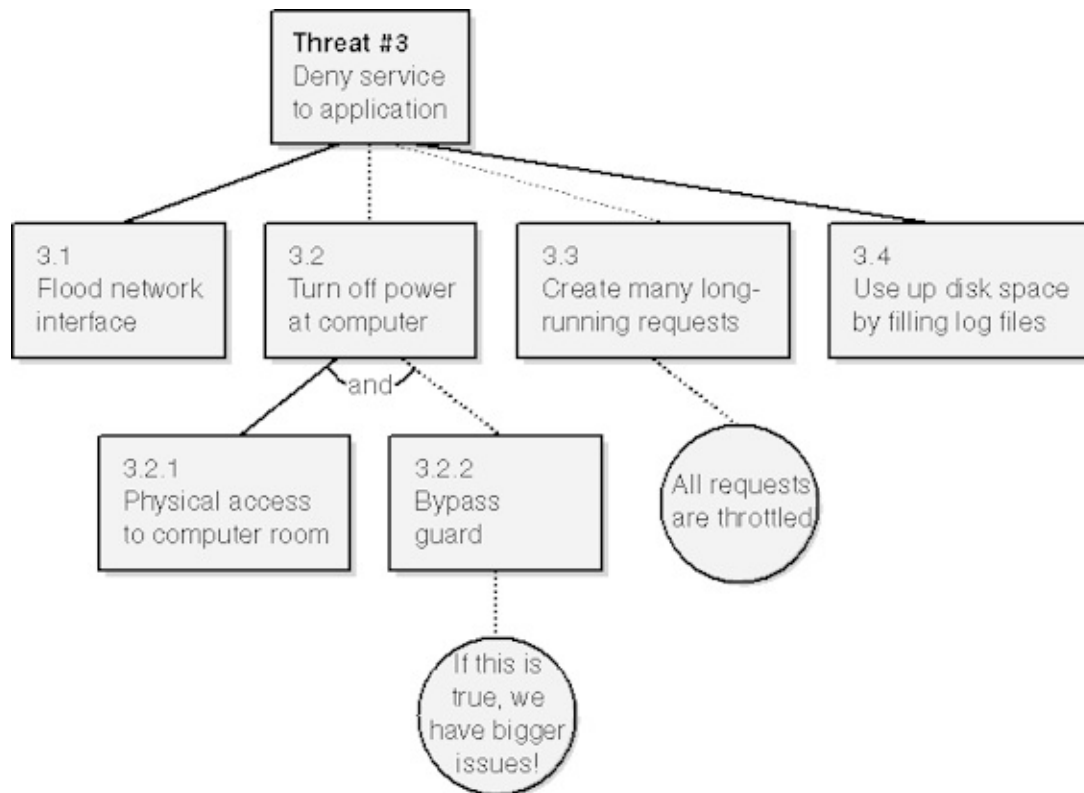 Threat #3
Deny service
to application
3.1
Flood network
interface
3.2
Turn off power
at computer
3.3
Create many long-
running requests
3.4
Use up disk space
by filling log files
and
3.2.1
Physical access
to computer room
3.2.2
Bypass
guard
All requests
are throttled
If this is
true, we
have bigger
issues!